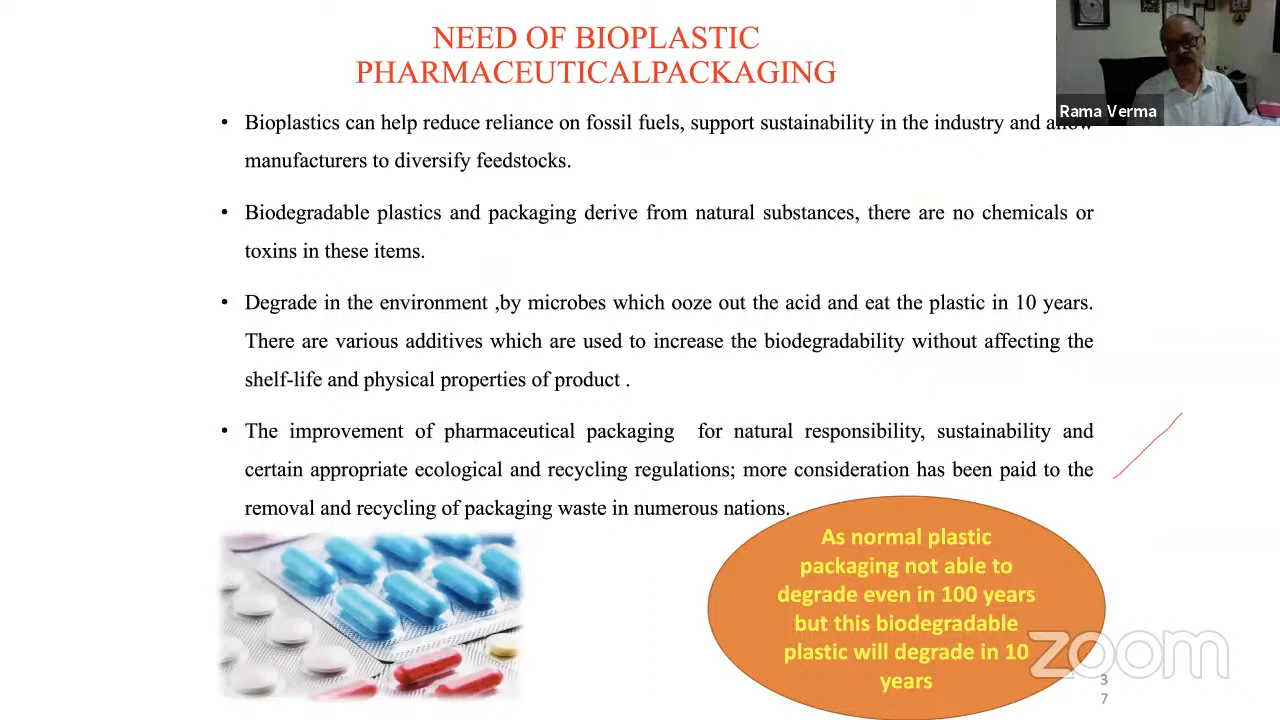 NEED OF BIOPLASTIC
PHARMACEUTICALPACKAGING
Rama Verma
• Bioplastics can help reduce reliance on fossil fuels, support sustainability in the industry and allow
manufacturers to diversify feedstocks.
• Biodegradable plastics and packaging derive from natural substances, there are no chemicals or
toxins in these items.
• Degrade in the environment ,by microbes which ooze out the acid and eat the plastic in 10 years.
There are various additives which are used to increase the biodegradability without affecting the
shelf-life and physical properties of product .
• The improvement of pharmaceutical packaging for natural responsibility, sustainability and
certain appropriate ecological and recycling regulations; more consideration has been paid to the
removal and recycling of packaging waste in numerous nations.
As normal plastic
packaging not able to
degrade even in 100 years
but this biodegradable
plastic will degrade in 10
years
zoom
3
7